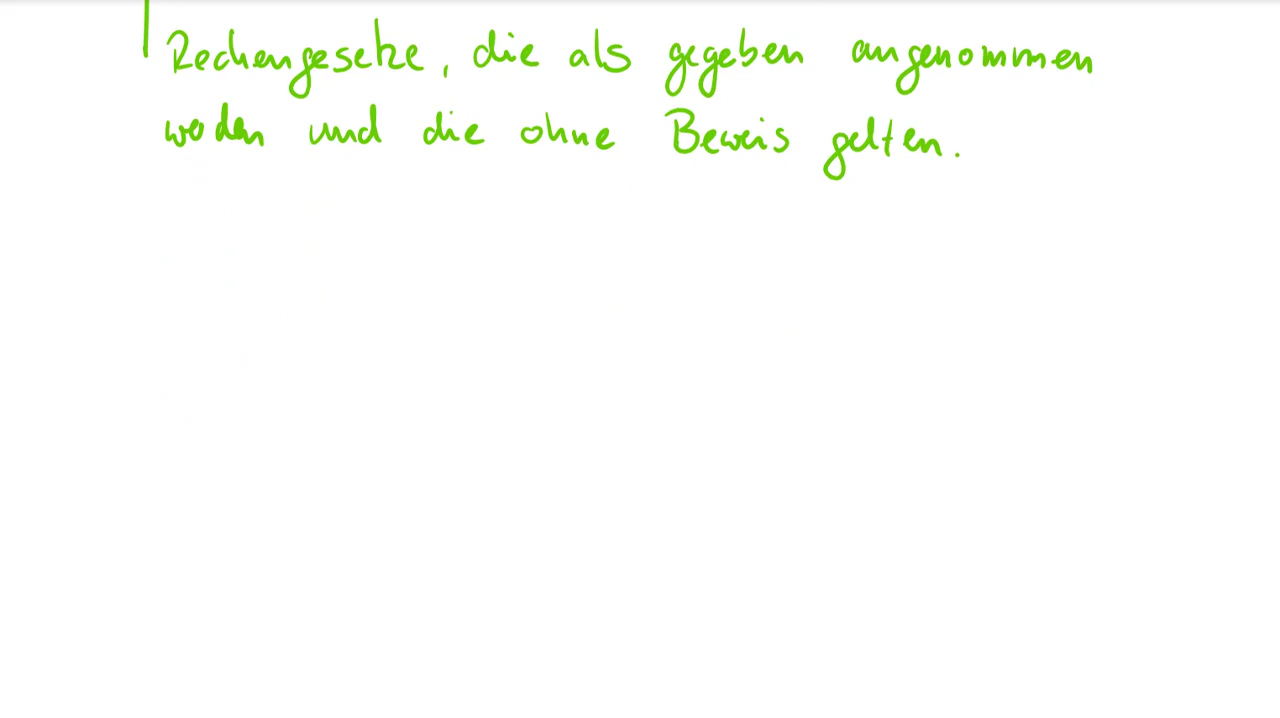 Rechengesetze, die als gegeben angenommen
werden und die ohne Beweis gelten.